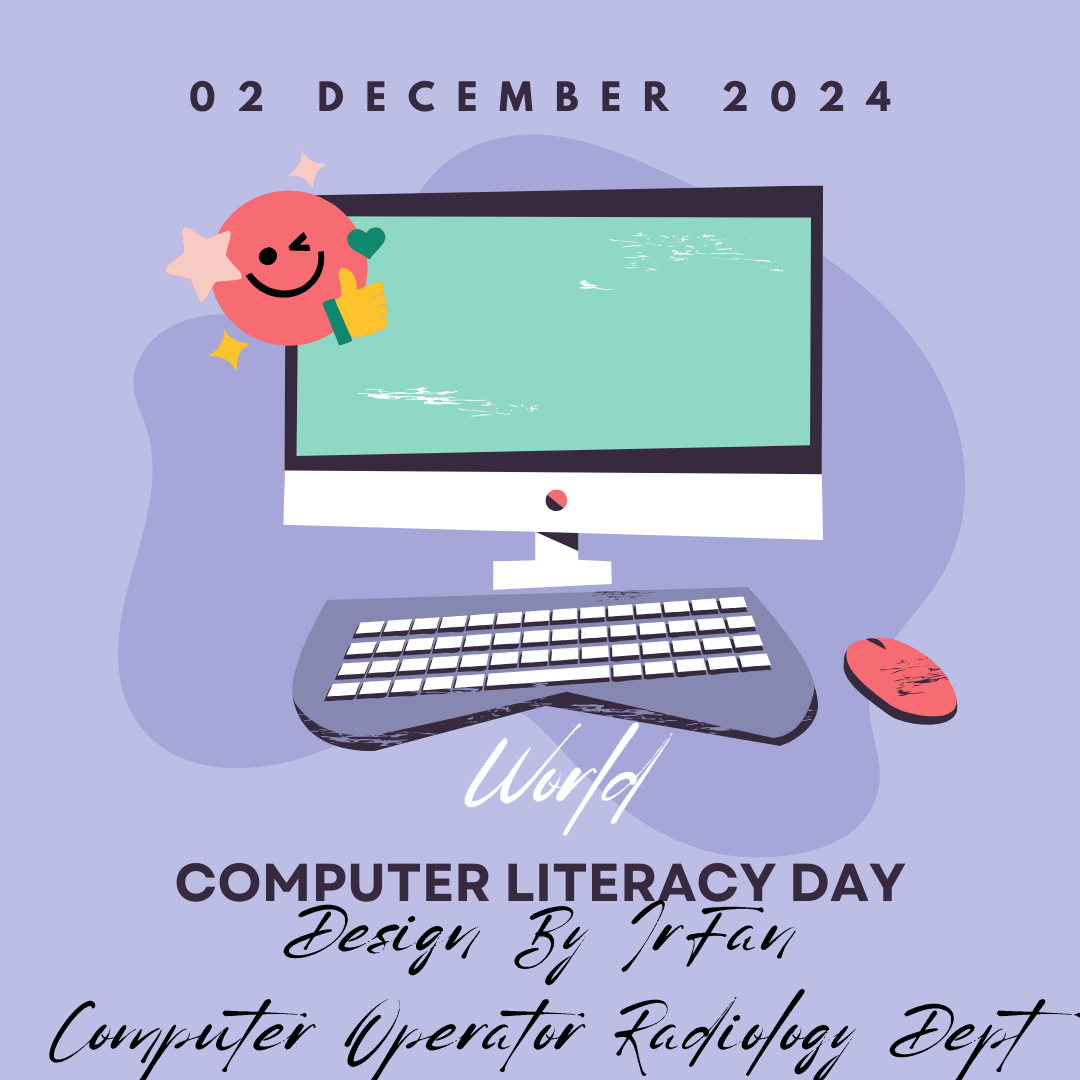 02 DECEMBER 2024
World
COMPUTER LITERACY DAY
Design By IrFan
Computer Operator Radiology Dept